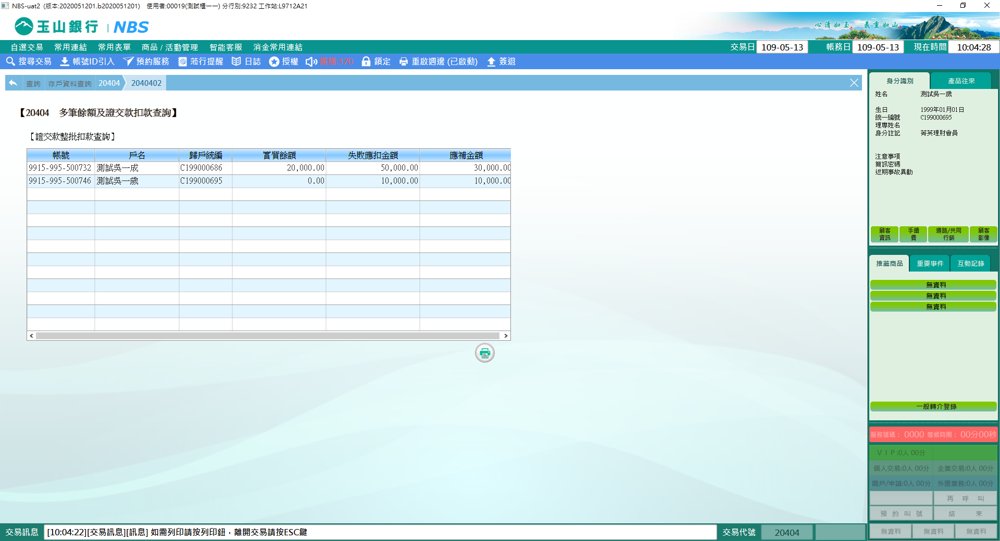 NBS-uat2 (版本:2020051201.b2020051201) 使用者:00019(測試櫃一一) 分行別:9232 工作站:L9712A21
玉山銀行 | NBS
心清如玉。義重如山。
自選交易 常用連結 常用表單 商品 / 活動管理 智能客服 消金常用連結
交易日 109-05-13 帳務日 109-05-13 現在時間 10:04:28
搜尋交易 帳號ID引入 預約服務 蒞行提醒 日誌 授權 廣播:370 鎖定 重啟週邊 (已啟動) 簽退
查詢 存戶資料查詢 20404 2040402
【20404 多筆餘額及證交款扣款查詢】
【證交款整批扣款查詢】
帳號 戶名 歸戶統編 實質餘額 失敗應扣金額 應補金額
9915-995-500732 測試吳一成 C199000686 20,000.00 50,000.00 30,000.00
9915-995-500746 測試吳一歲 C199000695 0.00 10,000.00 10,000.00
身分識別 產品往來
姓名 測試吳一歲
生日 1999年01月01日
統一編號 C199000695
理專姓名
身分註記 菁英理財會員
注意事項
簡訊密碼
近期事故異動
顧客資訊 手續費 通路/共同行銷 顧客影像
推薦商品 重要事件 互動記錄
無資料
無資料
無資料
一般轉介登錄
服務號碼： 0000 等候時間： 00分00秒
ＶＩＰ:0人 00分
個人交易:0人 00分 企業交易:0人 00分
開戶/申請:0人 00分 外匯業務:0人 00分
再 呼 叫
預 約 叫 號 結 束
無資料 無資料 無資料
交易訊息 [10:04:22][交易訊息][訊息] 如需列印請按列印鈕，離開交易請按ESC鍵
交易代號 20404